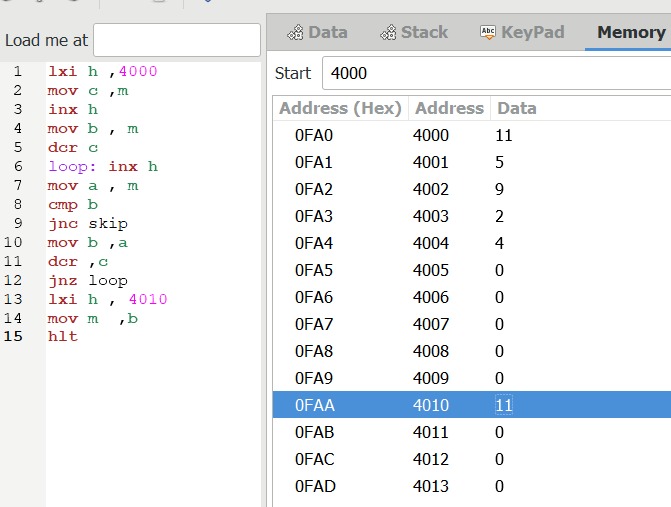 Load me at
1 lxi h ,4000
2 mov c ,m
3 inx h
4 mov b , m
5 dcr c
6 loop: inx h
7 mov a , m
8 cmp b
9 jnc skip
10 mov b ,a
11 dcr ,c
12 jnz loop
13 lxi h , 4010
14 mov m  ,b
15 hlt
Data Stack Abc KeyPad Memory
Start 4000
Address (Hex) Address Data
0FA0 4000 11
0FA1 4001 5
0FA2 4002 9
0FA3 4003 2
0FA4 4004 4
0FA5 4005 0
0FA6 4006 0
0FA7 4007 0
0FA8 4008 0
0FA9 4009 0
0FAA 4010 11
0FAB 4011 0
0FAC 4012 0
0FAD 4013 0